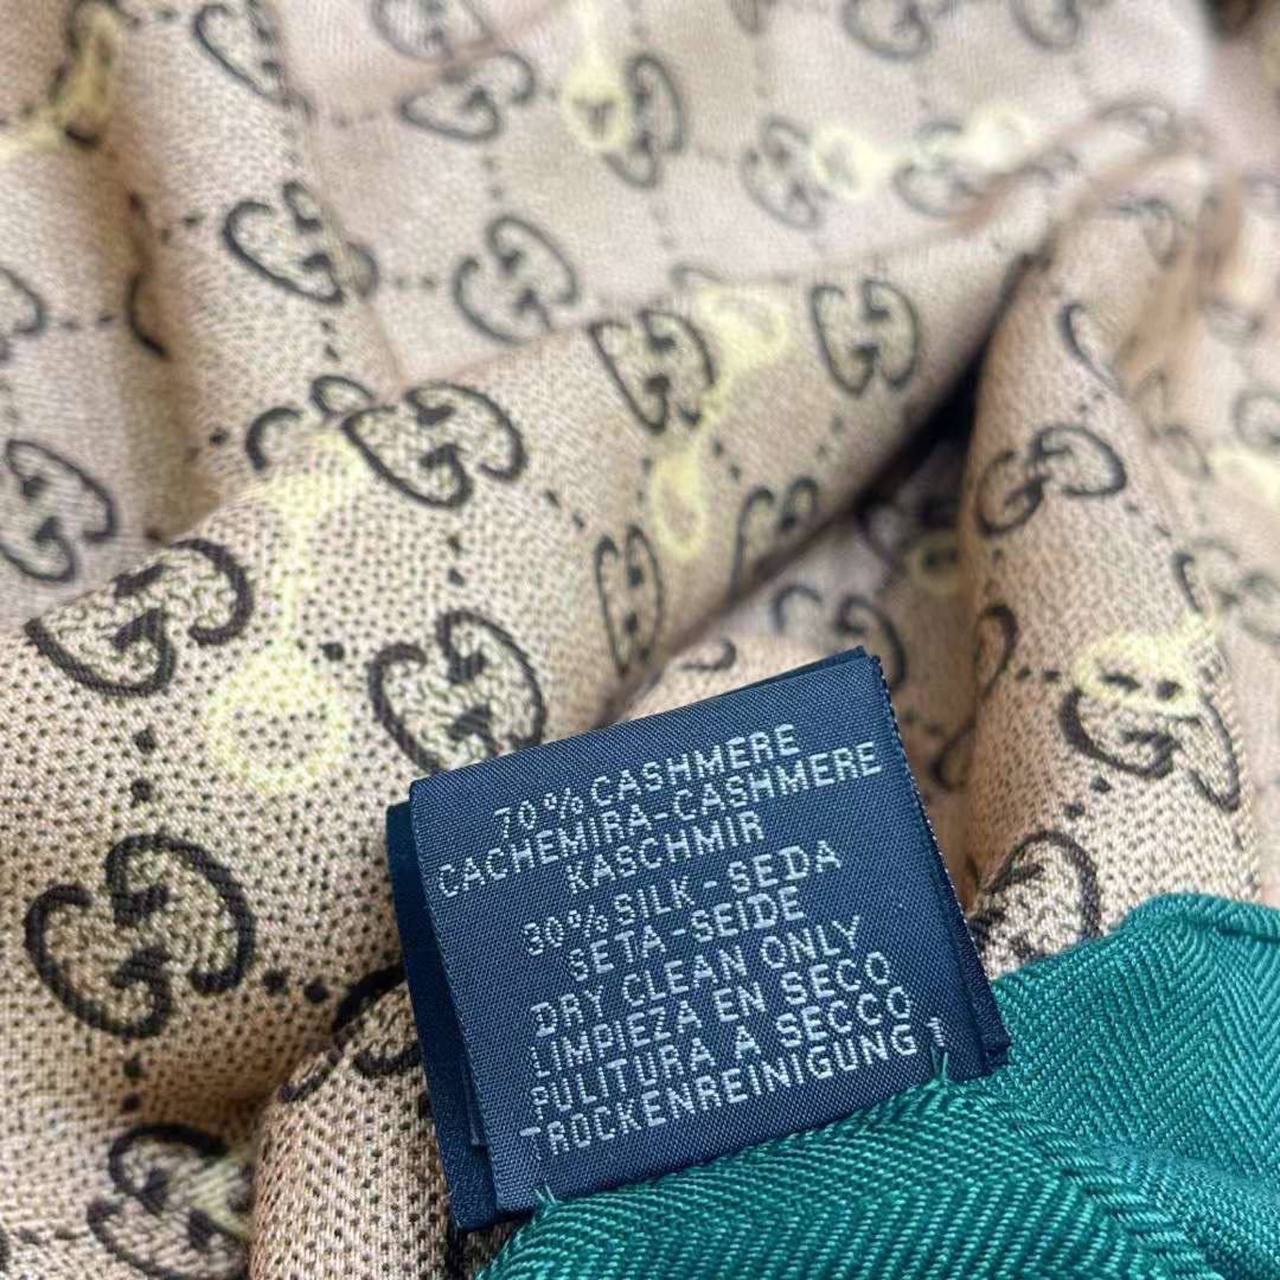 70% CASHMERE
CACHEMIRA-CASHMERE
KASCHMIR
30% SILK-SEDA
SETA-SEIDE
DRY CLEAN ONLY
LIMPIEZA EN SECO
PULITURA A SECCO
TROCKENREINIGUNG 1